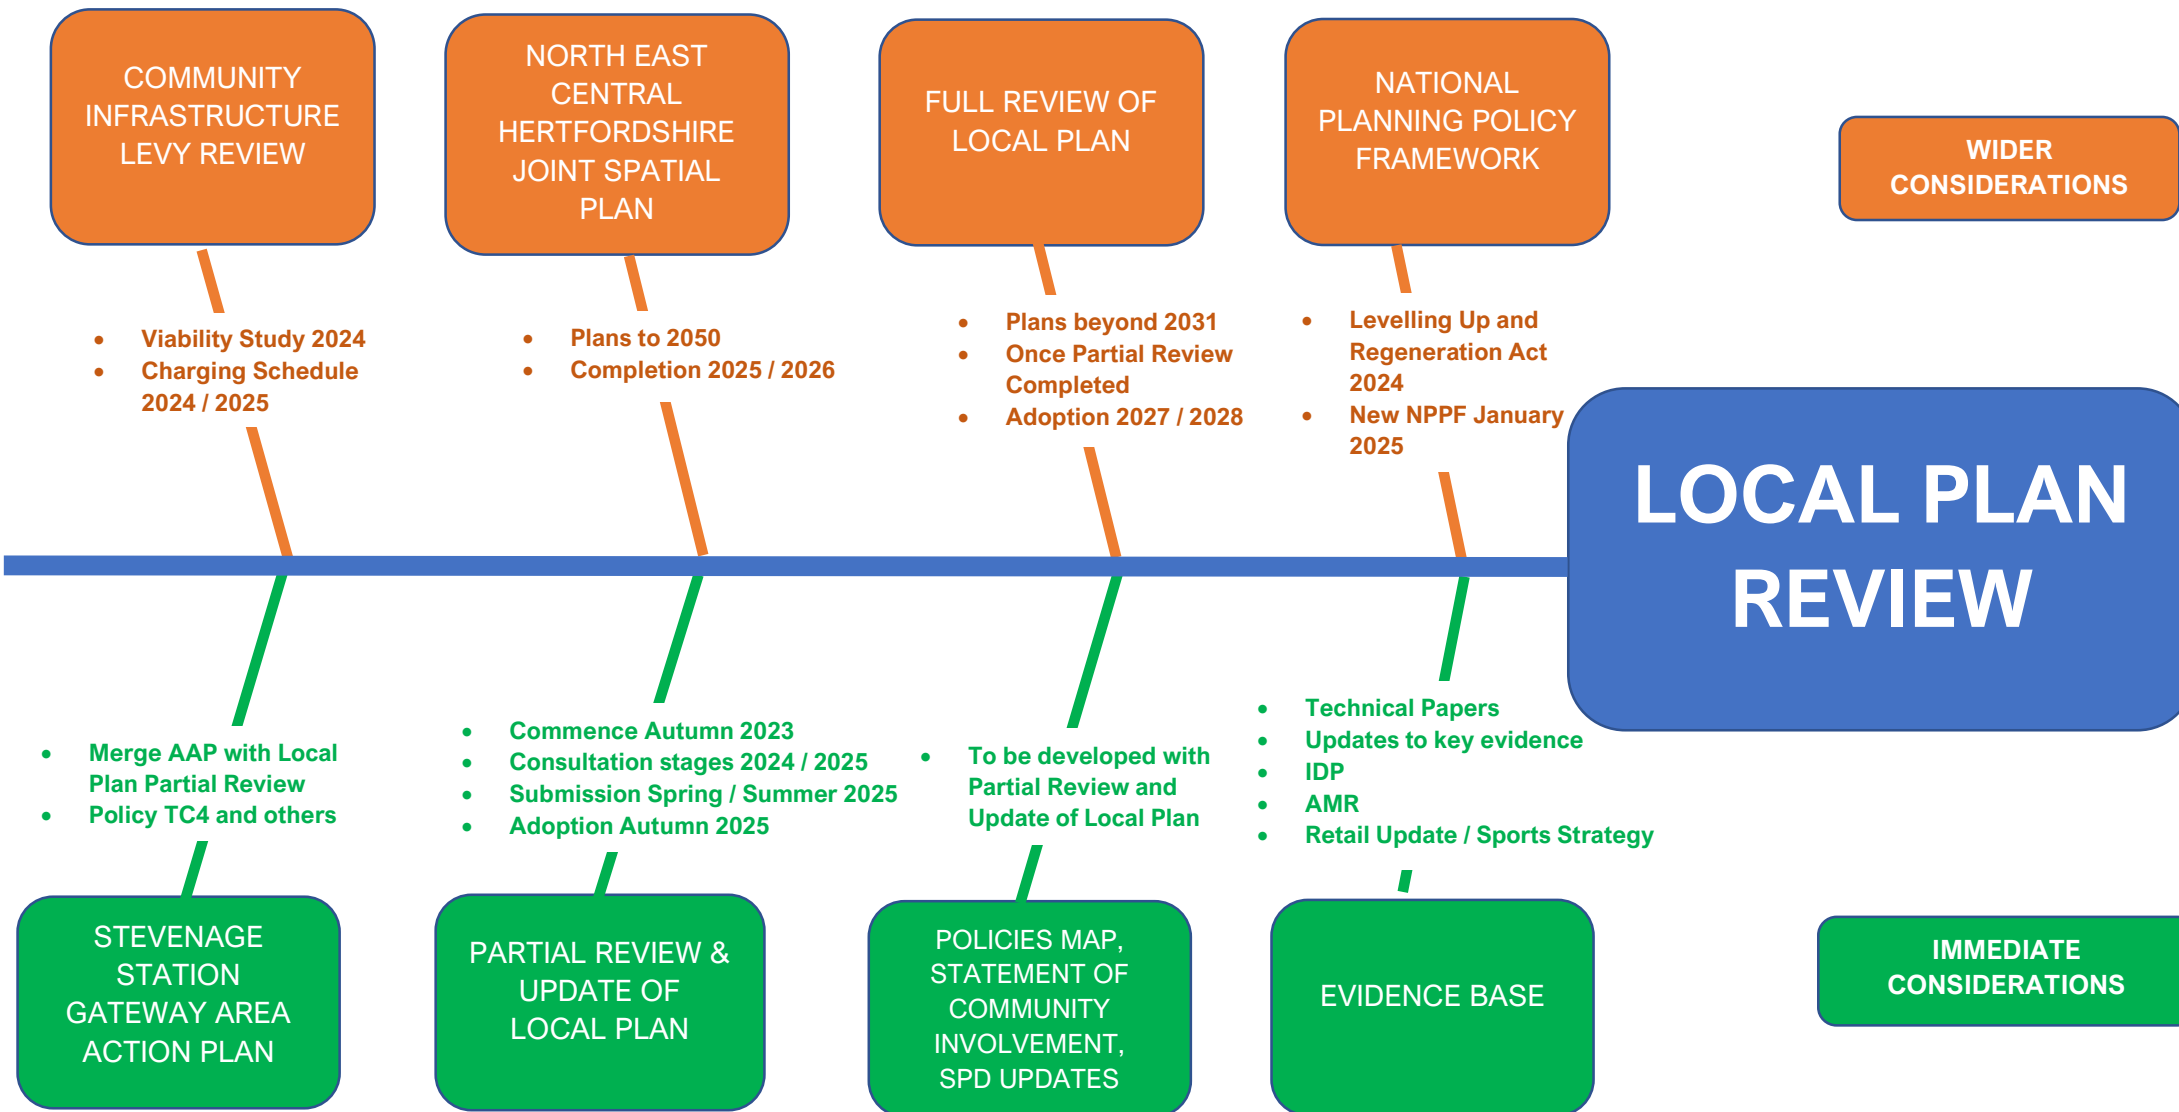 COMMUNITY
INFRASTRUCTURE
LEVY REVIEW
NORTH EAST
CENTRAL
HERTFORDSHIRE
JOINT SPATIAL
PLAN
FULL REVIEW OF
LOCAL PLAN
NATIONAL
PLANNING POLICY
FRAMEWORK
WIDER
CONSIDERATIONS
• Viability Study 2024
• Charging Schedule
2024 / 2025
• Plans to 2050
• Completion 2025 / 2026
• Plans beyond 2031
• Once Partial Review
Completed
• Adoption 2027 / 2028
• Levelling Up and
Regeneration Act
2024
• New NPPF January
2025
LOCAL PLAN
REVIEW
• Merge AAP with Local
Plan Partial Review
• Policy TC4 and others
• Commence Autumn 2023
• Consultation stages 2024 / 2025
• Submission Spring / Summer 2025
• Adoption Autumn 2025
• To be developed with
Partial Review and
Update of Local Plan
• Technical Papers
• Updates to key evidence
• IDP
• AMR
• Retail Update / Sports Strategy
STEVENAGE
STATION
GATEWAY AREA
ACTION PLAN
PARTIAL REVIEW &
UPDATE OF
LOCAL PLAN
POLICIES MAP,
STATEMENT OF
COMMUNITY
INVOLVEMENT,
SPD UPDATES
EVIDENCE BASE
IMMEDIATE
CONSIDERATIONS